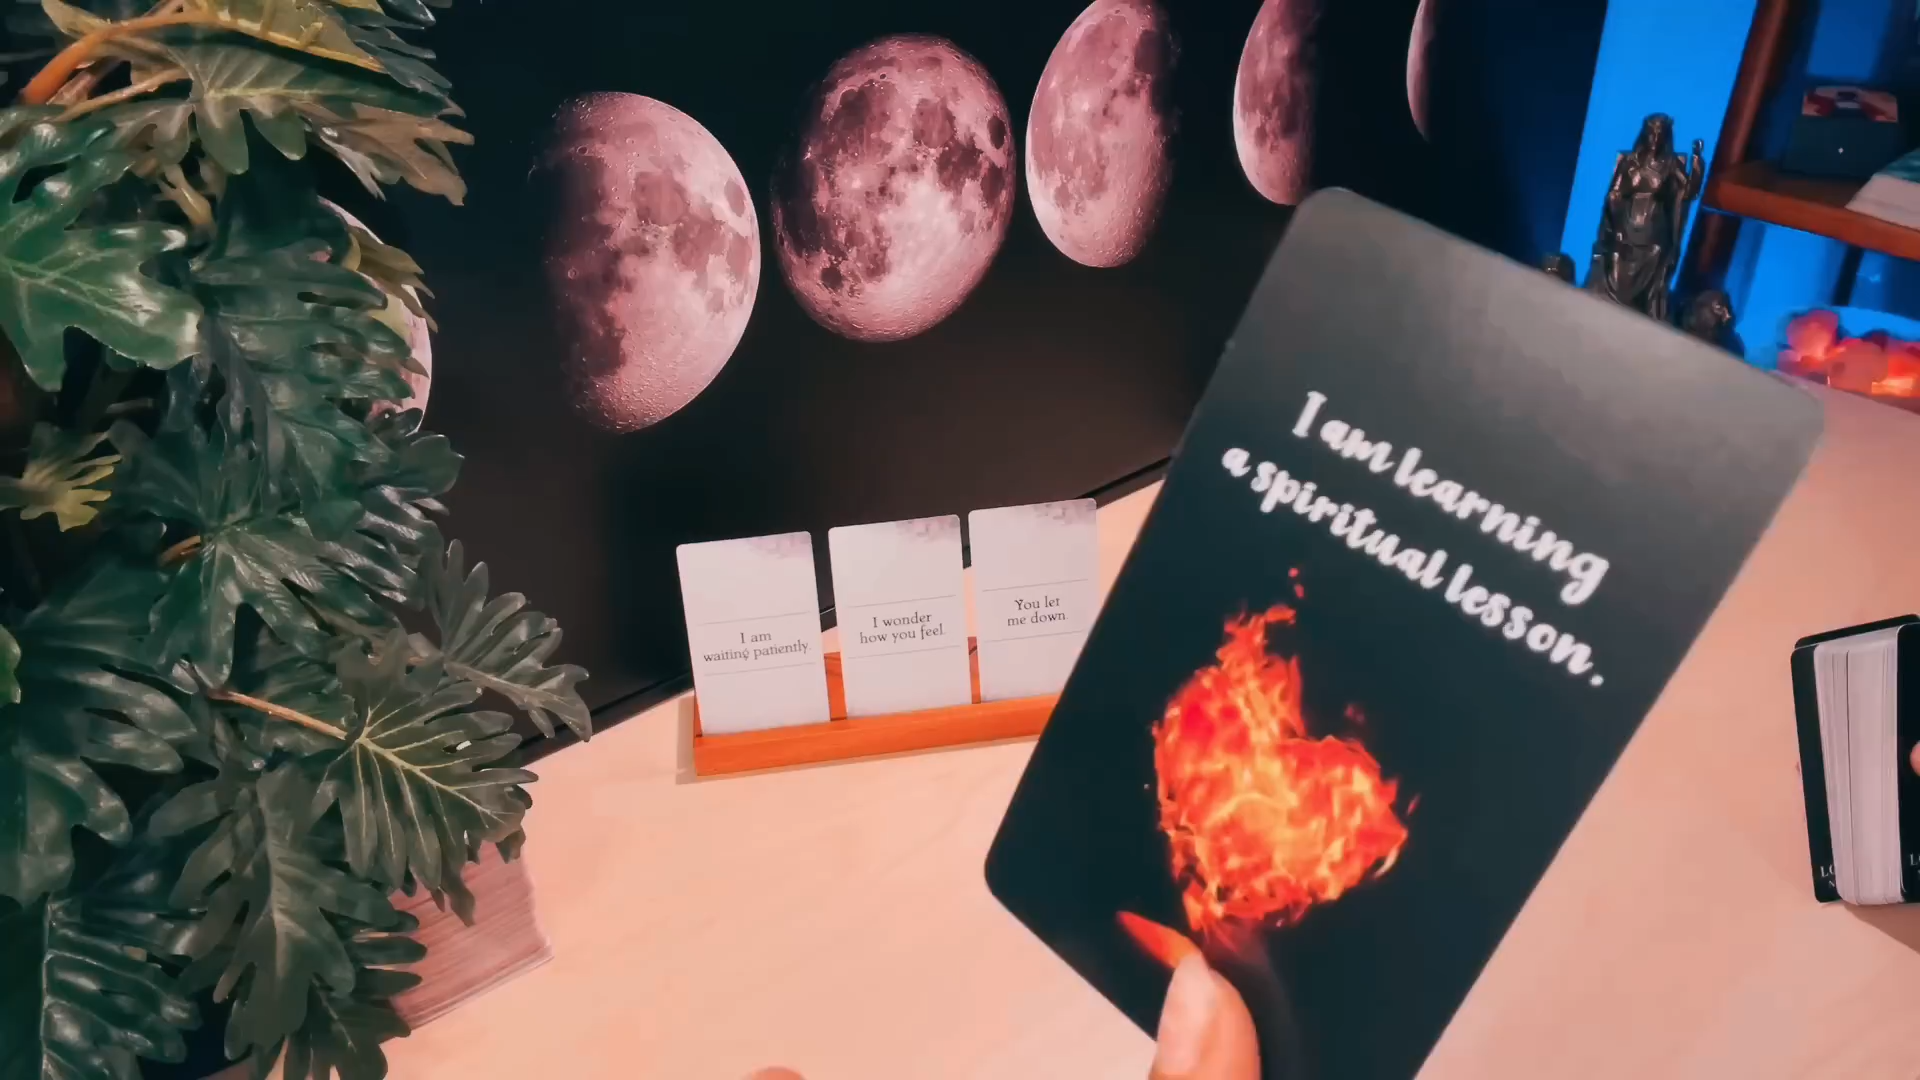 I am learning
a spiritual lesson.
I am
waiting patiently.
I wonder
how you feel.
You let
me down.